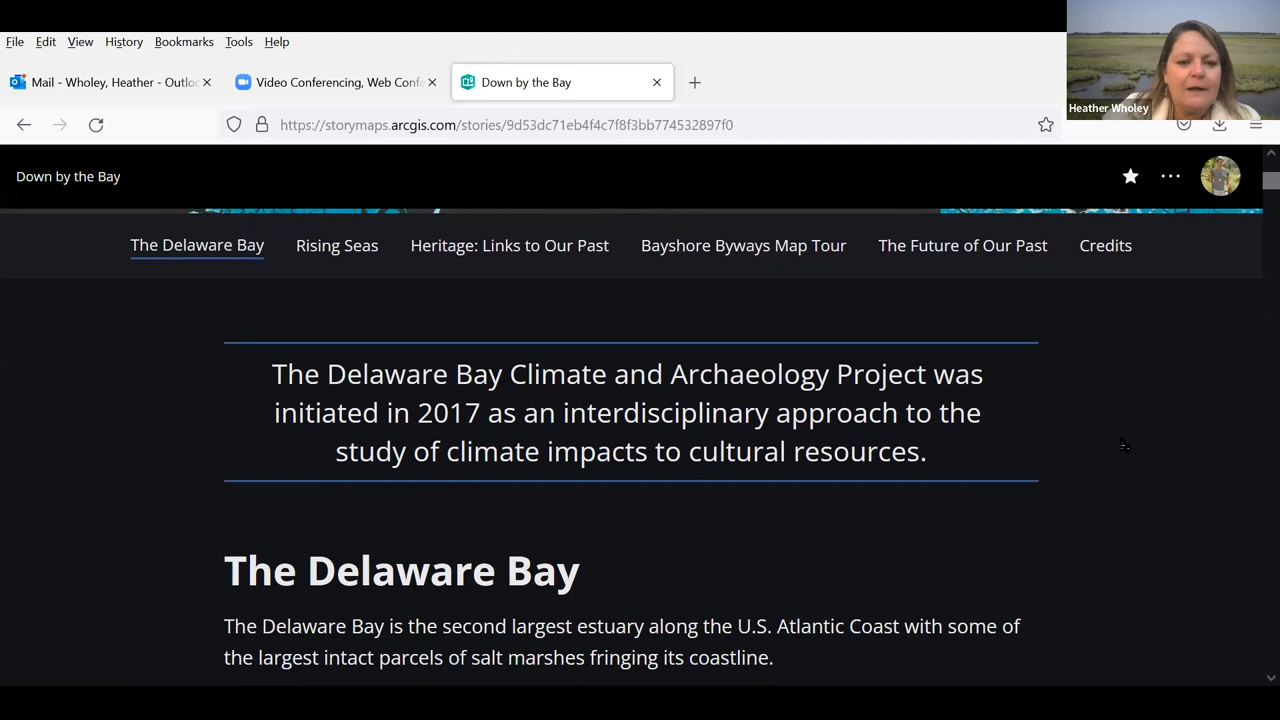 File Edit View History Bookmarks Tools Help
Mail - Wholey, Heather - Outlo
Video Conferencing, Web Conf
Down by the Bay
Heather Wholey
https://storymaps.arcgis.com/stories/9d53dc71eb4f4c7f8f3bb774532897f0
Down by the Bay
The Delaware Bay Rising Seas Heritage: Links to Our Past Bayshore Byways Map Tour The Future of Our Past Credits
The Delaware Bay Climate and Archaeology Project was
initiated in 2017 as an interdisciplinary approach to the
study of climate impacts to cultural resources.
The Delaware Bay
The Delaware Bay is the second largest estuary along the U.S. Atlantic Coast with some of
the largest intact parcels of salt marshes fringing its coastline.